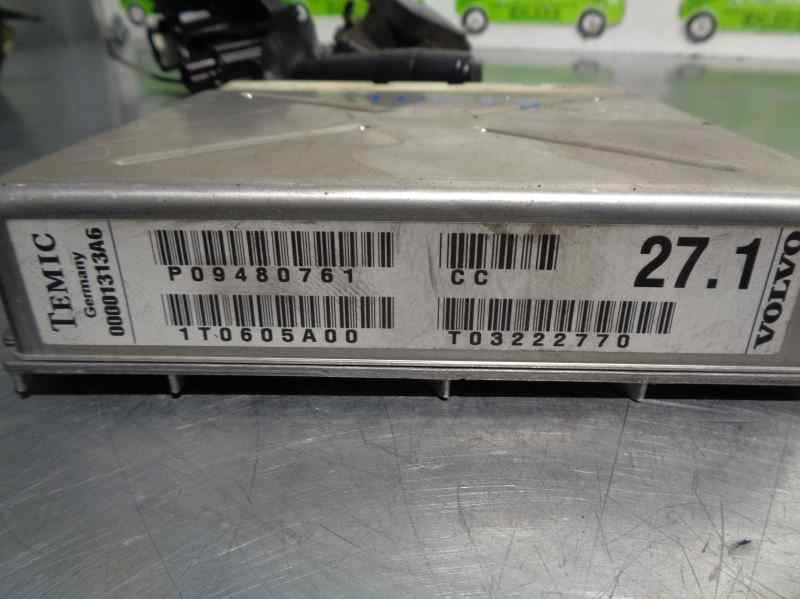 TEMIC
Germany
00001313A6
P09480761
CC
27.1
1T0605A00
T03222770
VOLVO